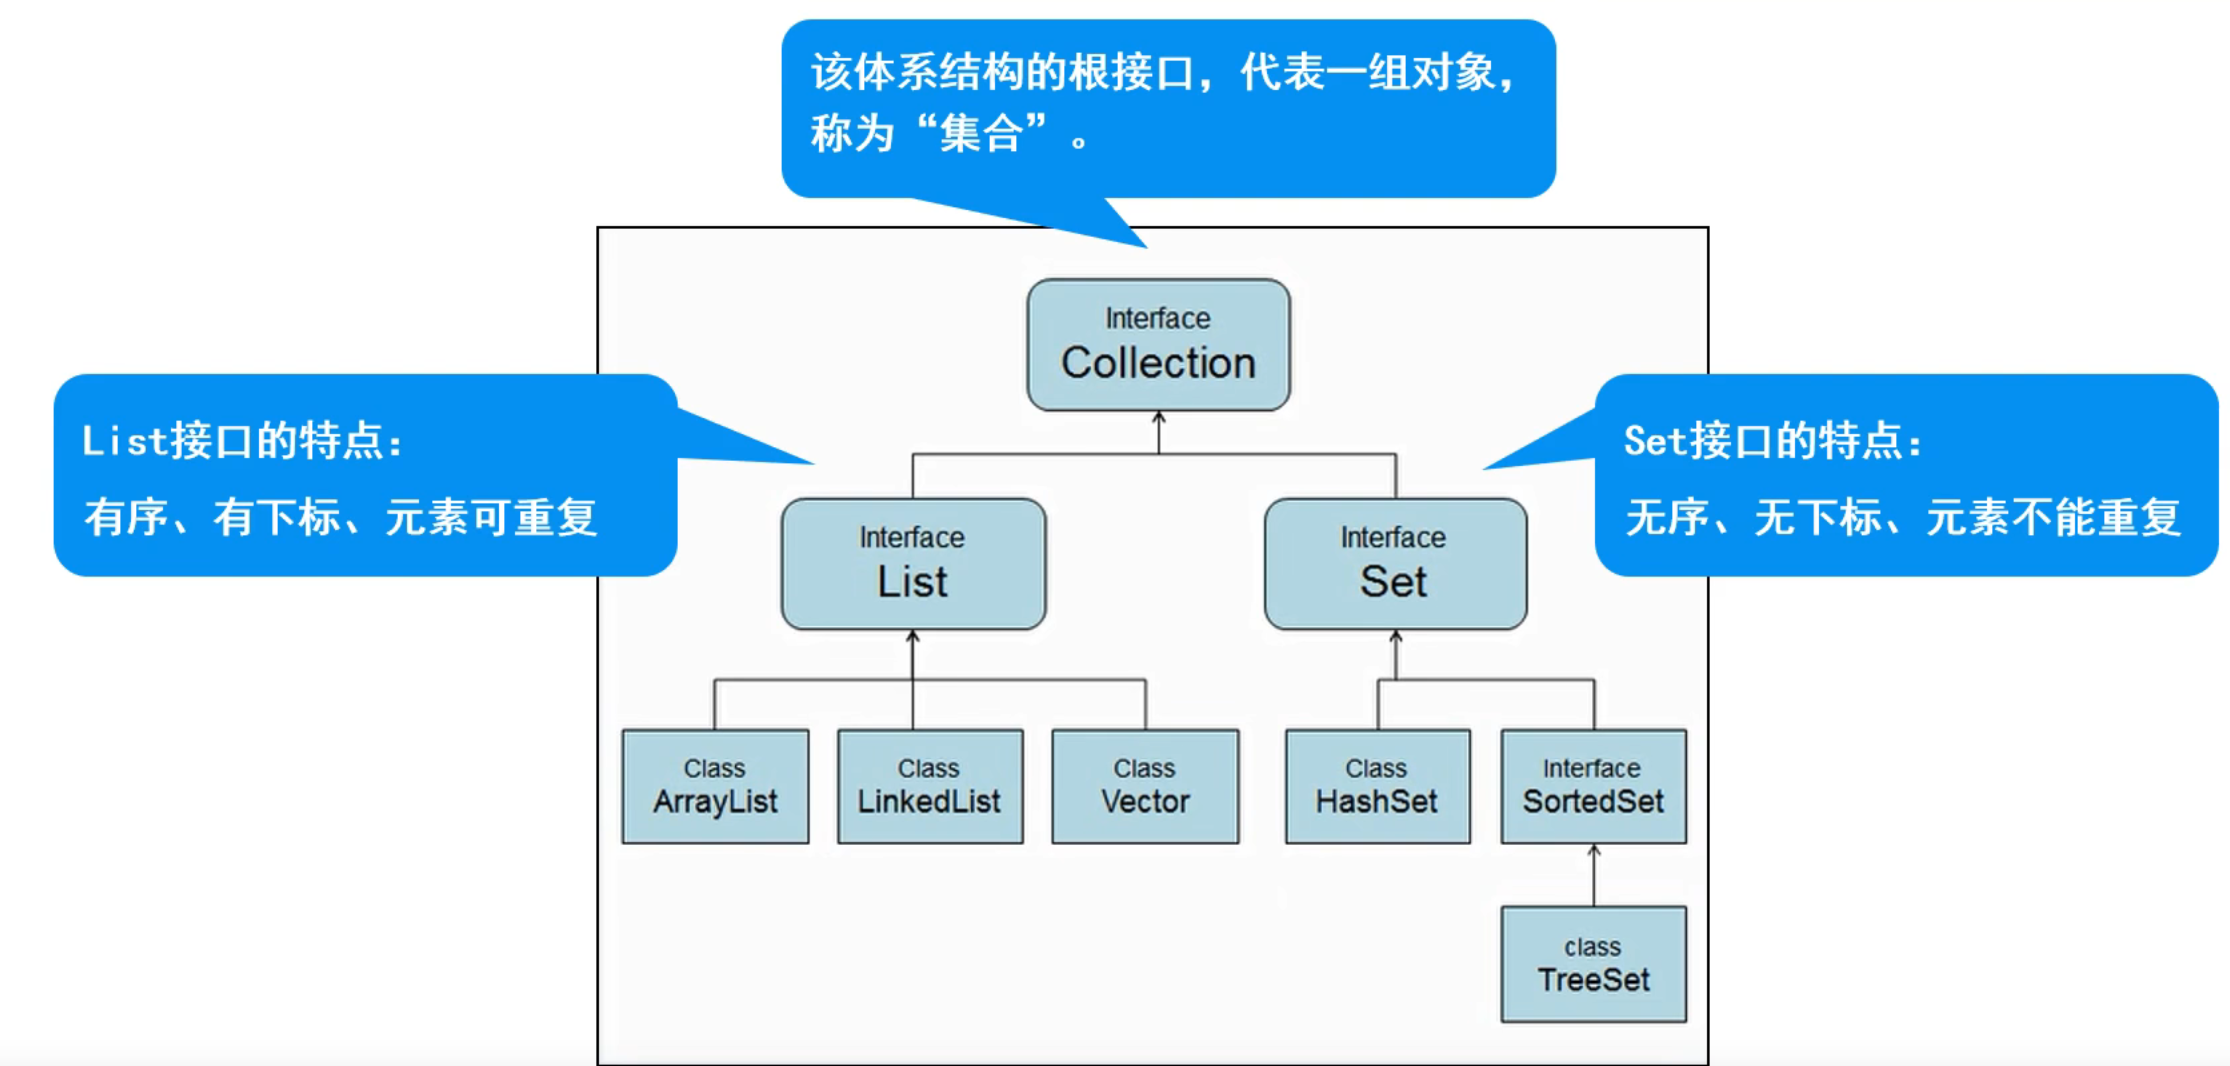 该体系结构的根接口，代表一组对象，
称为“集合”。
Interface
Collection
List接口的特点：
有序、有下标、元素可重复
Set接口的特点：
无序、无下标、元素不能重复
Interface
List
Interface
Set
Class
ArrayList
Class
LinkedList
Class
Vector
Class
HashSet
Interface
SortedSet
class
TreeSet